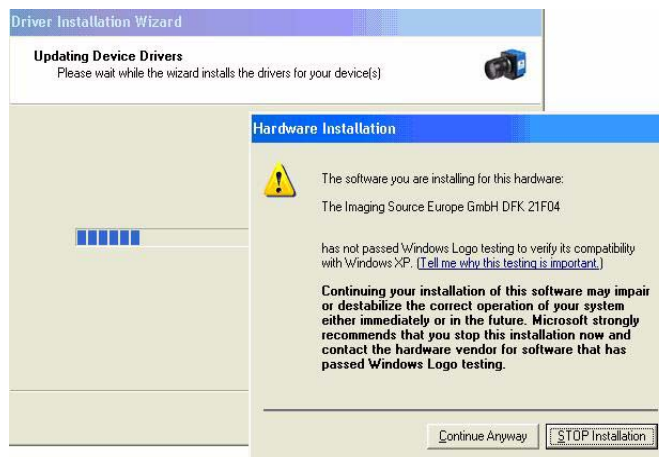 Driver Installation Wizard
Updating Device Drivers
Please wait while the wizard installs the drivers for your device(s)
Hardware Installation
The software you are installing for this hardware:
The Imaging Source Europe GmbH DFK 21F04
has not passed Windows Logo testing to verify its compatibility
with Windows XP. (Tell me why this testing is important.)
Continuing your installation of this software may impair
or destabilize the correct operation of your system
either immediately or in the future. Microsoft strongly
recommends that you stop this installation now and
contact the hardware vendor for software that has
passed Windows Logo testing.
Continue Anyway
STOP Installation